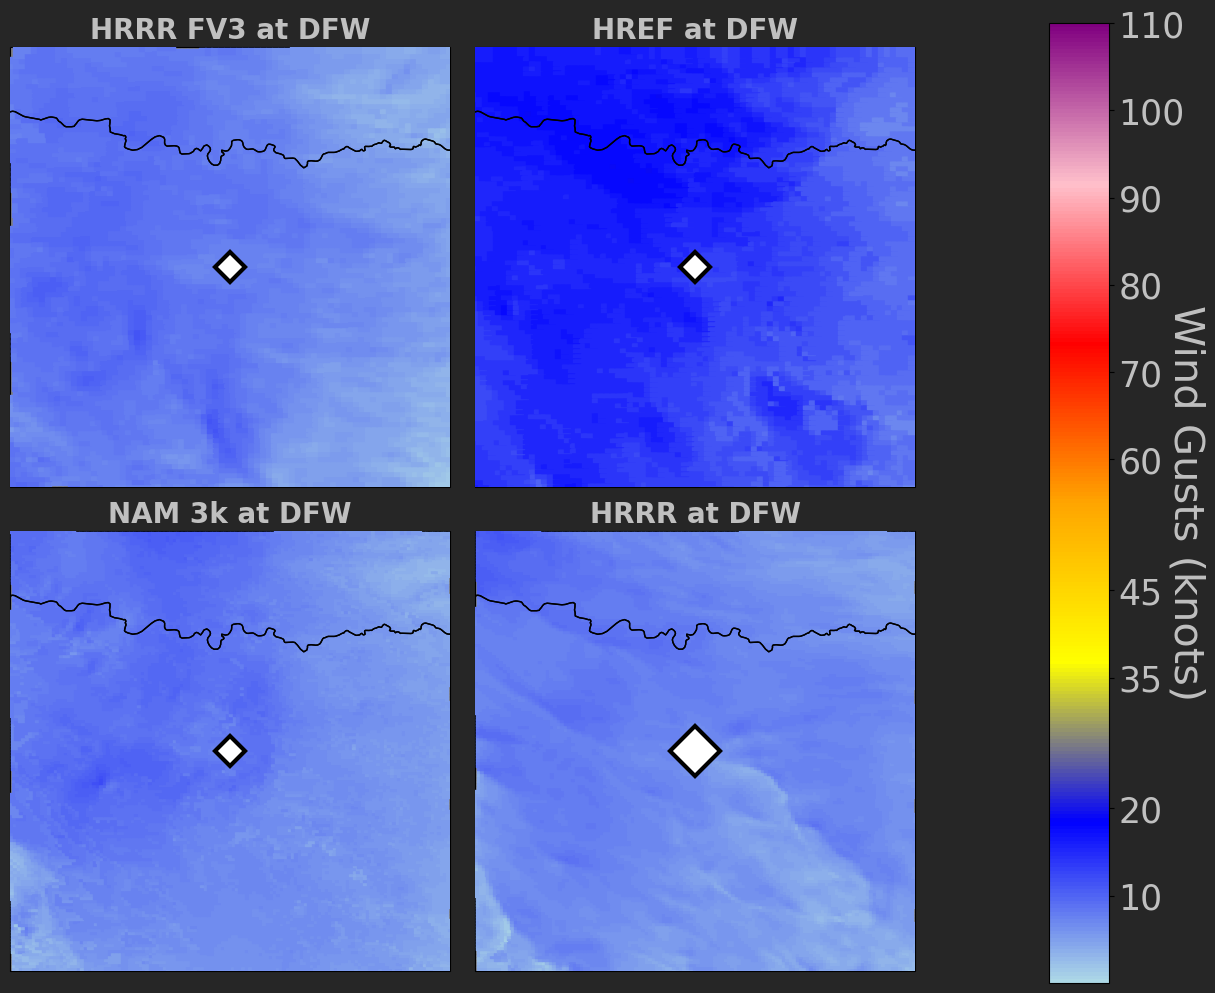 HRRR FV3 at DFW
HREF at DFW
NAM 3k at DFW
HRRR at DFW
110
100
90
80
70
60
45
35
20
10
Wind Gusts (knots)